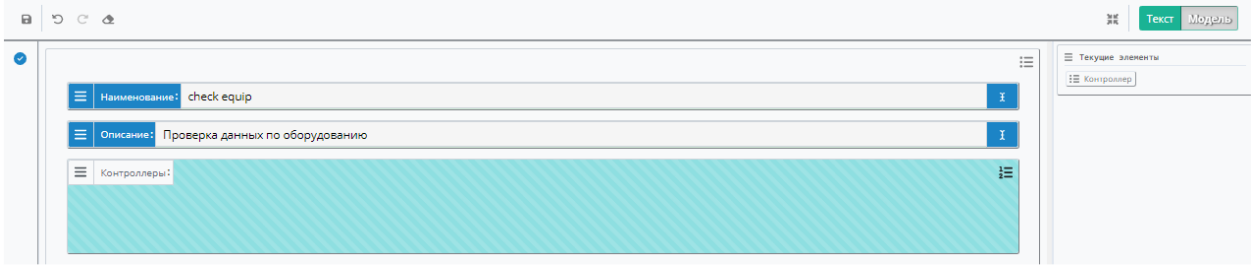 Текст Модель
Текущие элементы
Контроллер
Наименование: check equip
Описание: Проверка данных по оборудованию
Контроллеры: